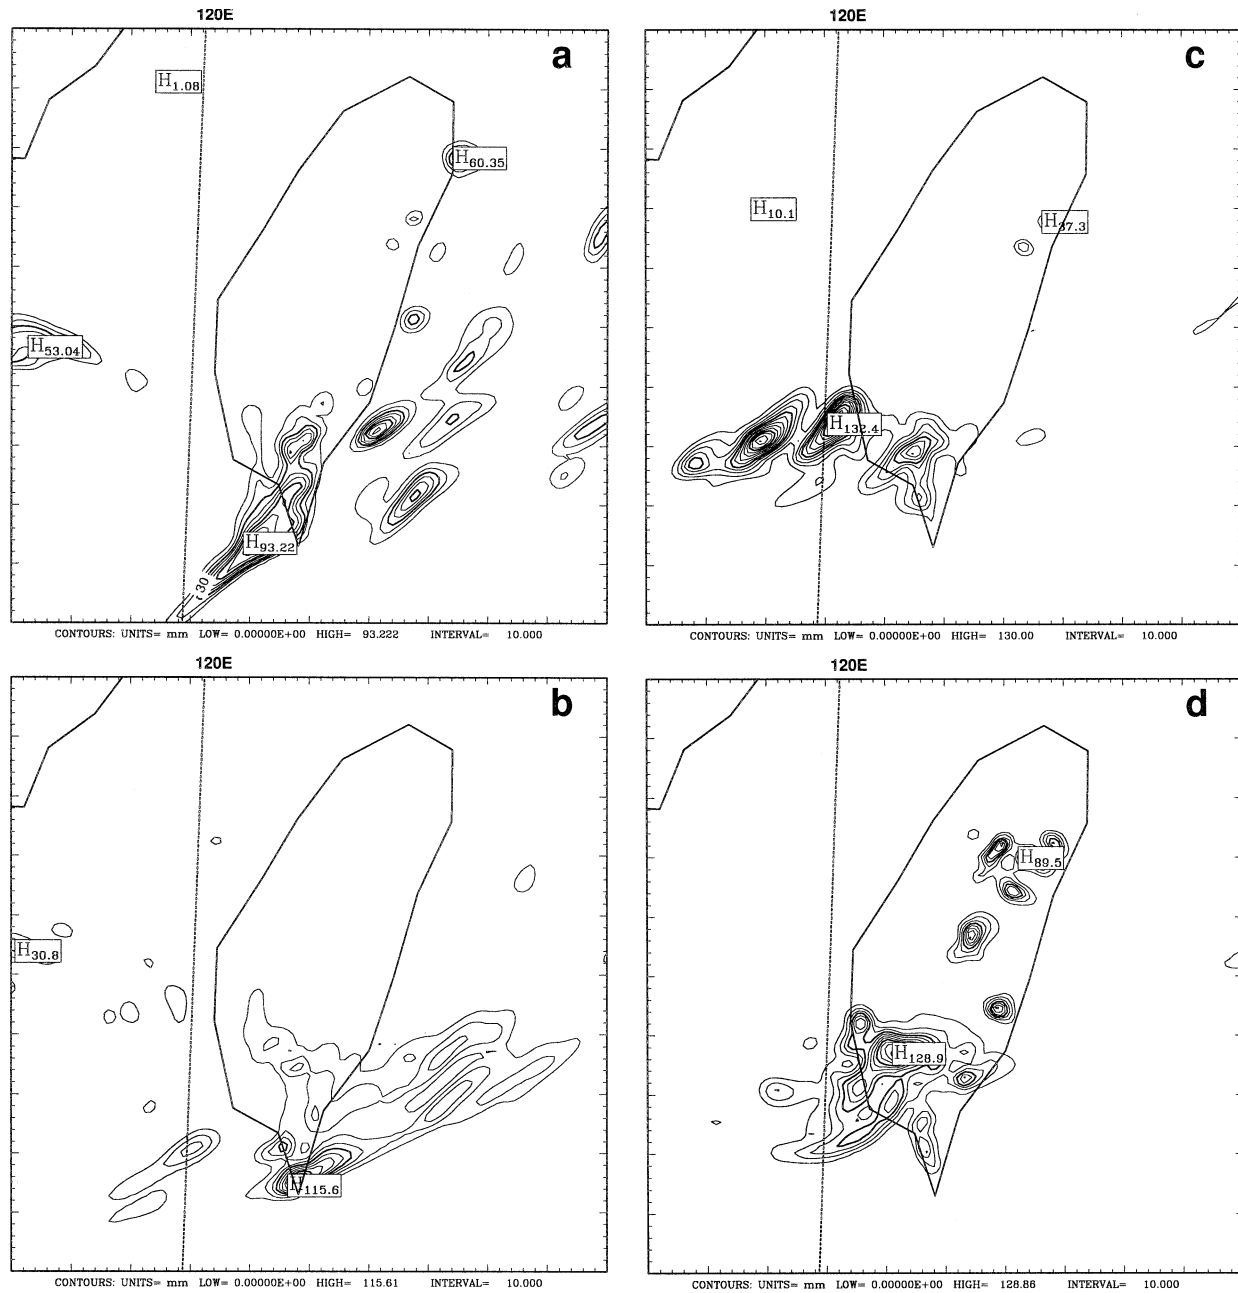 120E
a
H1.08
H60.35
H53.04
H93.22
30
CONTOURS: UNITS= mm LOW= 0.00000E+00 HIGH= 93.222 INTERVAL= 10.000
120E
c
H10.1
H37.3
H132.4
CONTOURS: UNITS= mm LOW= 0.00000E+00 HIGH= 130.00 INTERVAL= 10.000
120E
b
H30.8
H115.6
CONTOURS: UNITS= mm LOW= 0.00000E+00 HIGH= 115.61 INTERVAL= 10.000
120E
d
H89.5
H128.9
CONTOURS: UNITS= mm LOW= 0.00000E+00 HIGH= 128.86 INTERVAL= 10.000